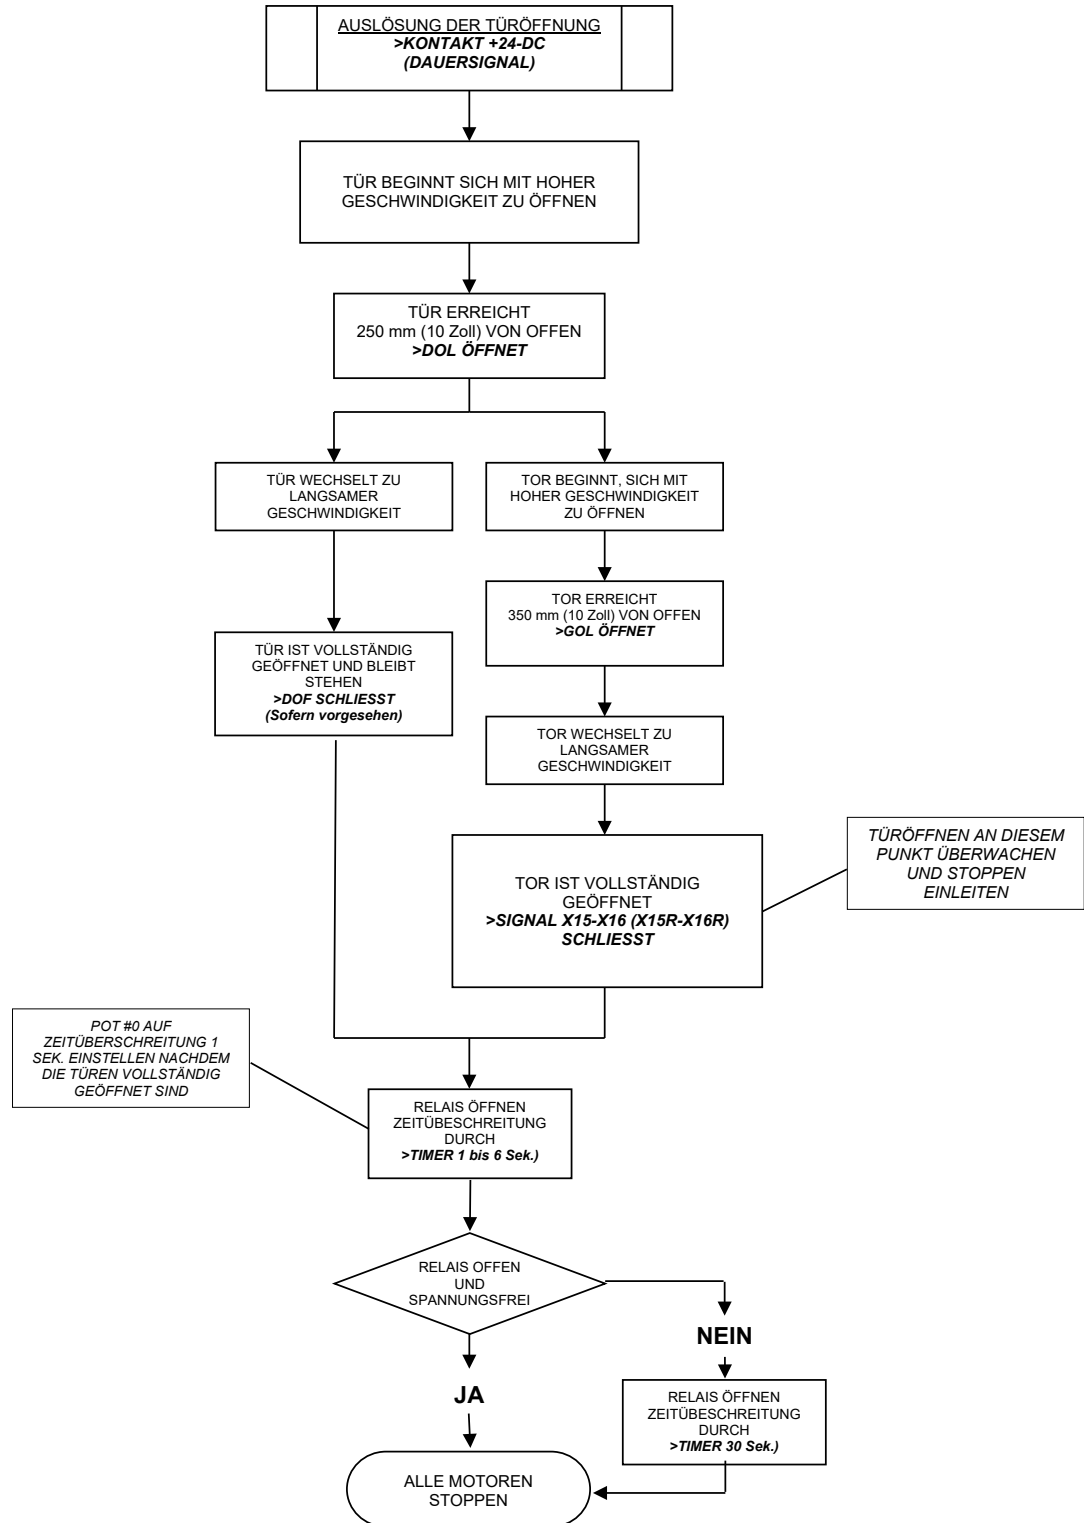 AUSLÖSUNG DER TÜRÖFFNUNG
>KONTAKT +24-DC
(DAUERSIGNAL)
TÜR BEGINNT SICH MIT HOHER
GESCHWINDIGKEIT ZU ÖFFNEN
TÜR ERREICHT
250 mm (10 Zoll) VON OFFEN
>DOL ÖFFNET
TÜR WECHSELT ZU
LANGSAMER
GESCHWINDIGKEIT
TOR BEGINNT, SICH MIT
HOHER GESCHWINDIGKEIT
ZU ÖFFNEN
TOR ERREICHT
350 mm (10 Zoll) VON OFFEN
>GOL ÖFFNET
TÜR IST VOLLSTÄNDIG
GEÖFFNET UND BLEIBT
STEHEN
>DOF SCHLIESST
(Sofern vorgesehen)
TOR WECHSELT ZU
LANGSAMER
GESCHWINDIGKEIT
TOR IST VOLLSTÄNDIG
GEÖFFNET
>SIGNAL X15-X16 (X15R-X16R)
SCHLIESST
TÜRÖFFNEN AN DIESEM
PUNKT ÜBERWACHEN
UND STOPPEN
EINLEITEN
POT #0 AUF
ZEITÜBERSCHREITUNG 1
SEK. EINSTELLEN NACHDEM
DIE TÜREN VOLLSTÄNDIG
GEÖFFNET SIND
RELAIS ÖFFNEN
ZEITÜBESCHREITUNG
DURCH
>TIMER 1 bis 6 Sek.)
RELAIS OFFEN
UND
SPANNUNGSFREI
NEIN
JA
RELAIS ÖFFNEN
ZEITÜBESCHREITUNG
DURCH
>TIMER 30 Sek.)
ALLE MOTOREN
STOPPEN